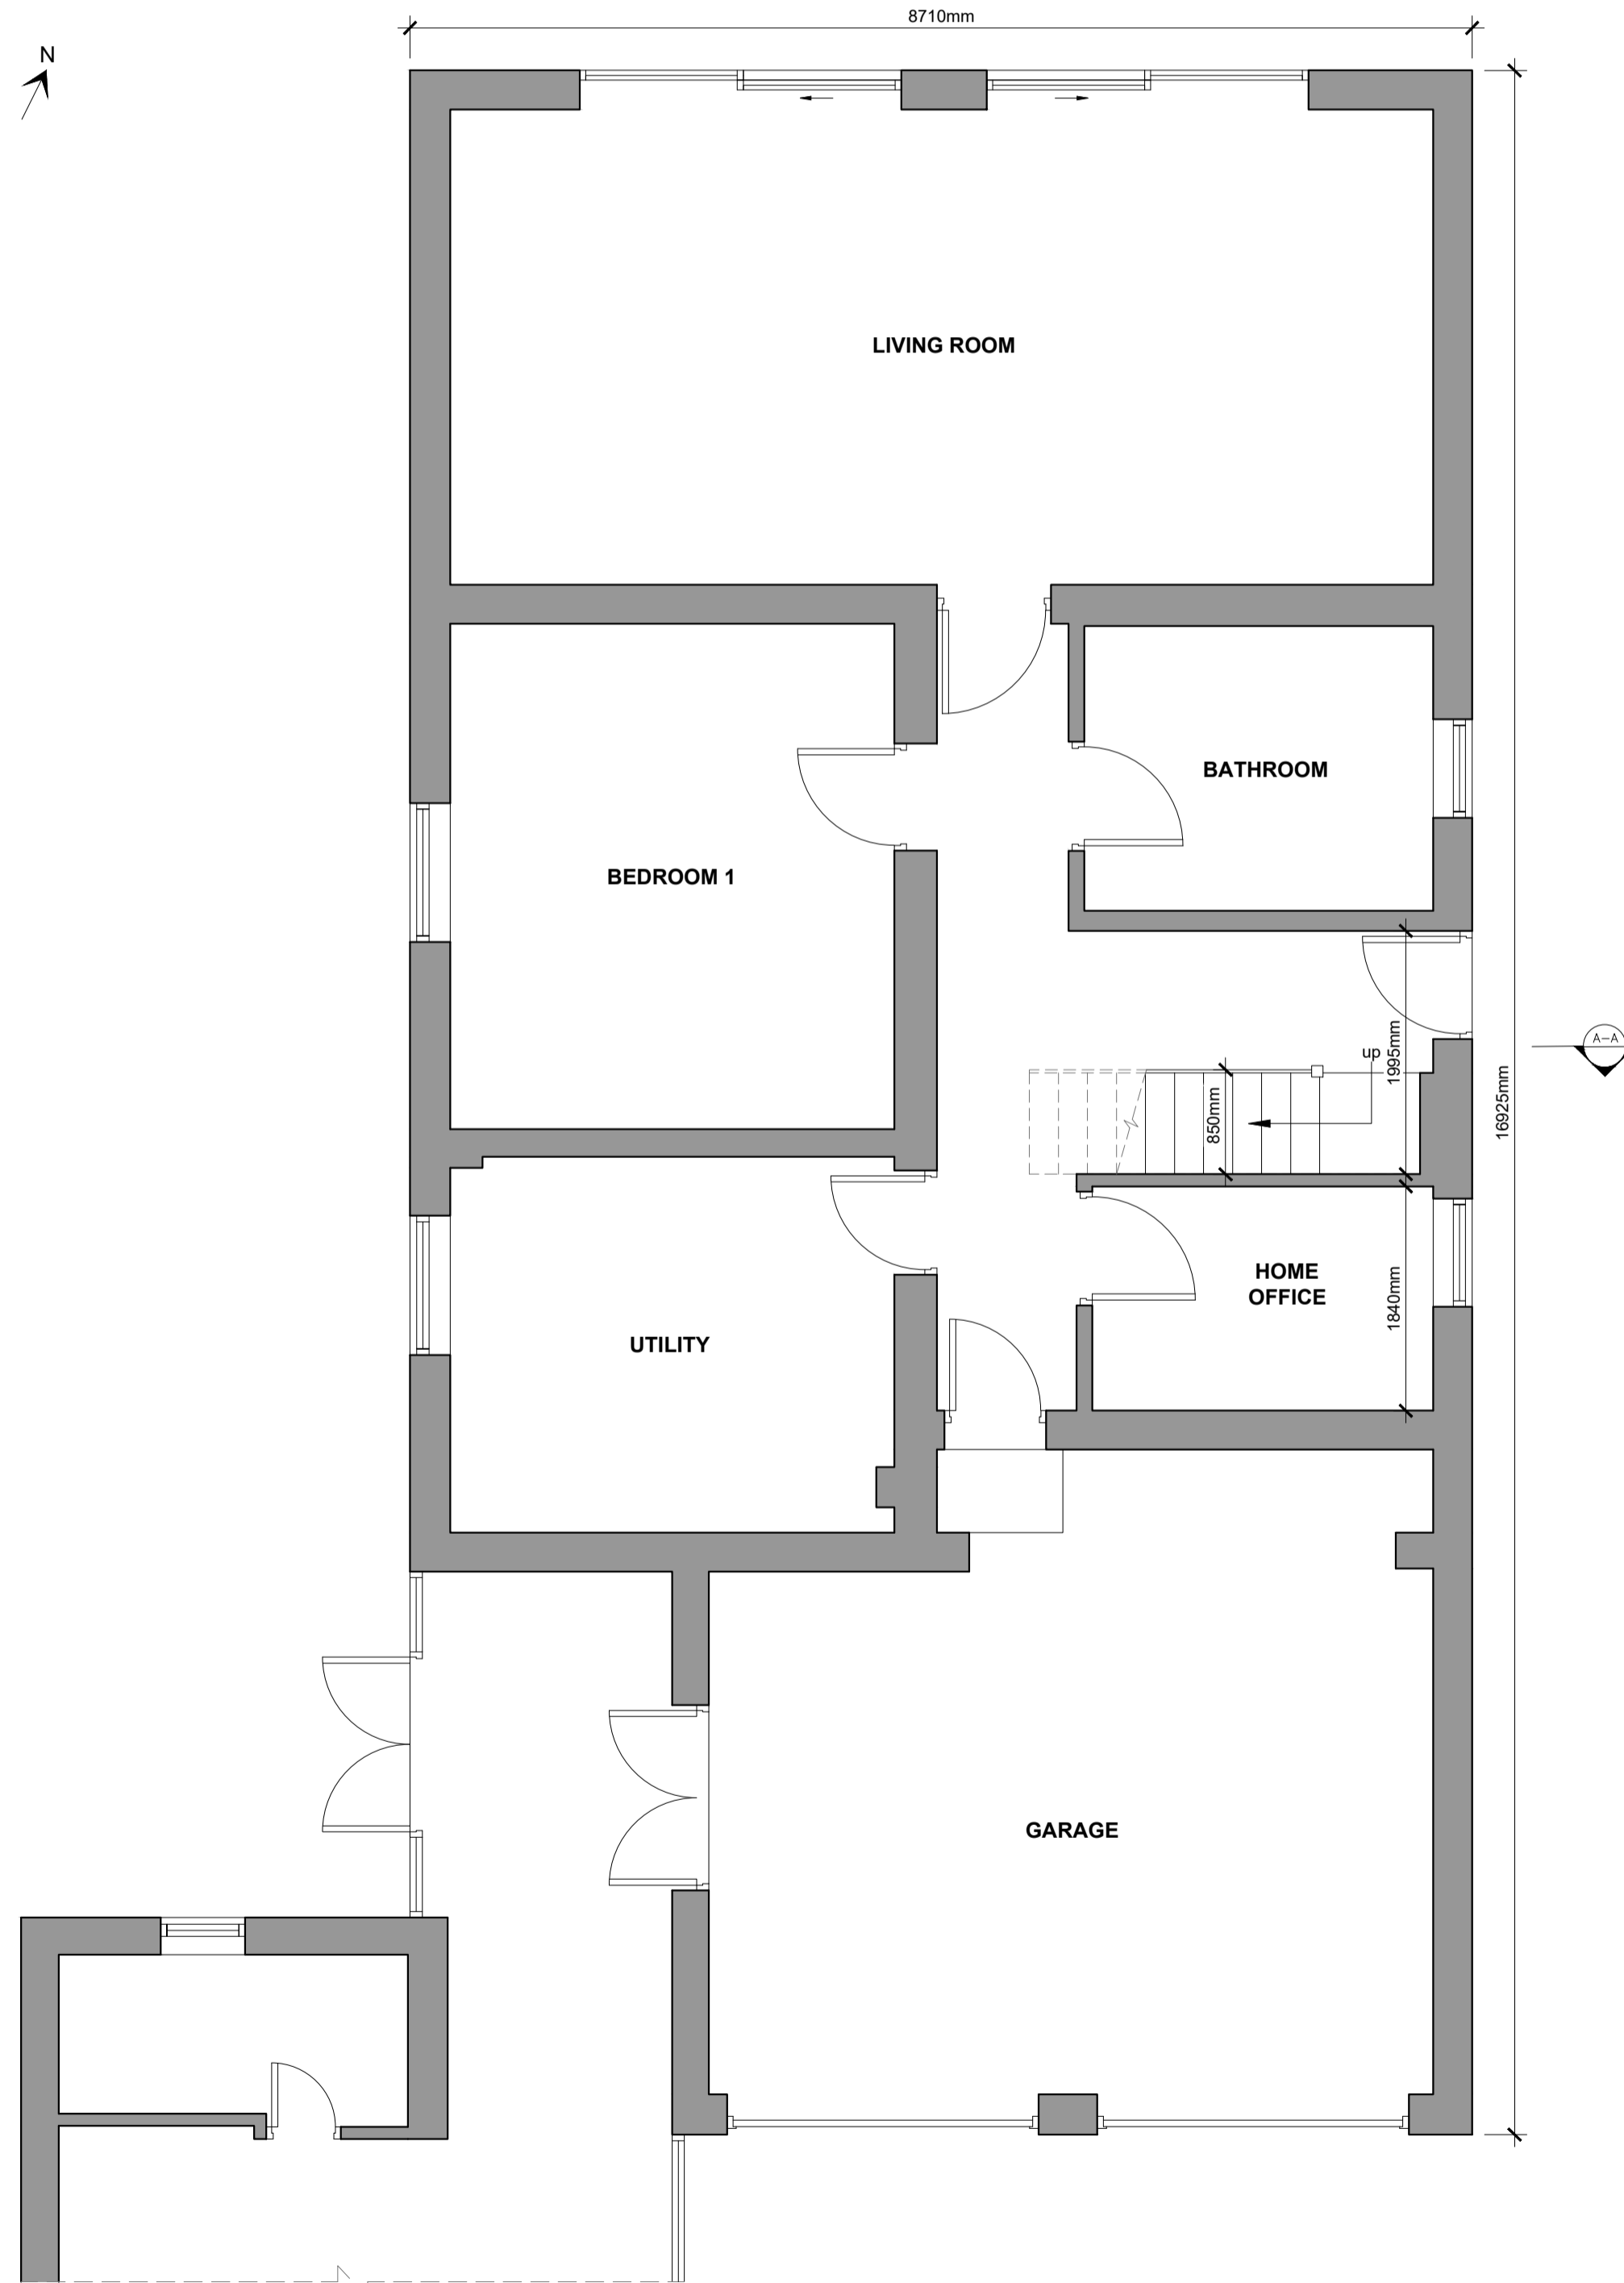 8710mm
N
LIVING ROOM
BATHROOM
BEDROOM 1
A-A
up
1995mm
850mm
16925mm
HOME
OFFICE
1840mm
UTILITY
GARAGE